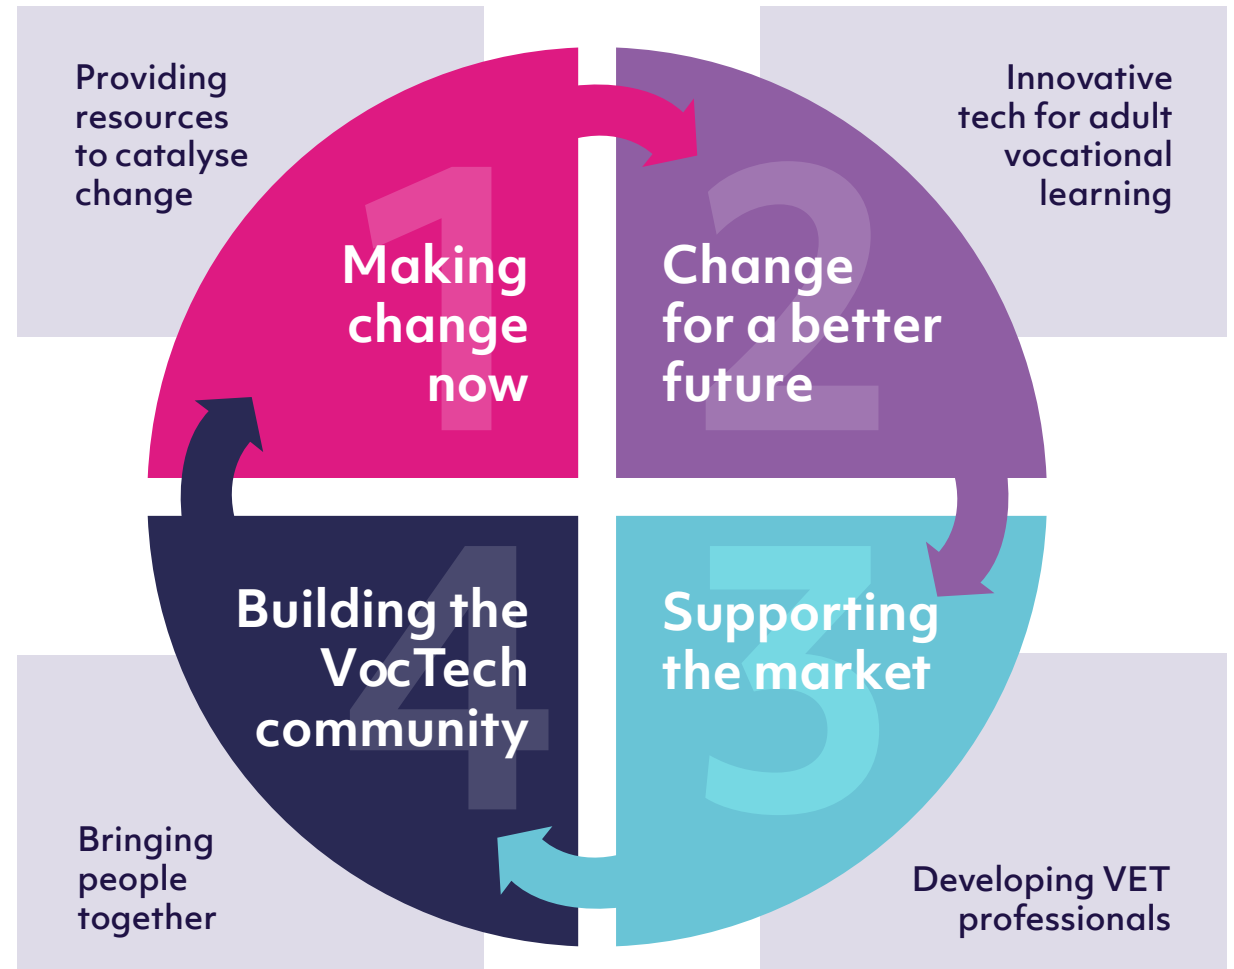 Providing
resources
to catalyse
change
1
Making
change
now
Innovative
tech for adult
vocational
learning
2
Change
for a better
future
3
Supporting
the market
Developing VET
professionals
4
Building the
VocTech
community
Bringing
people
together